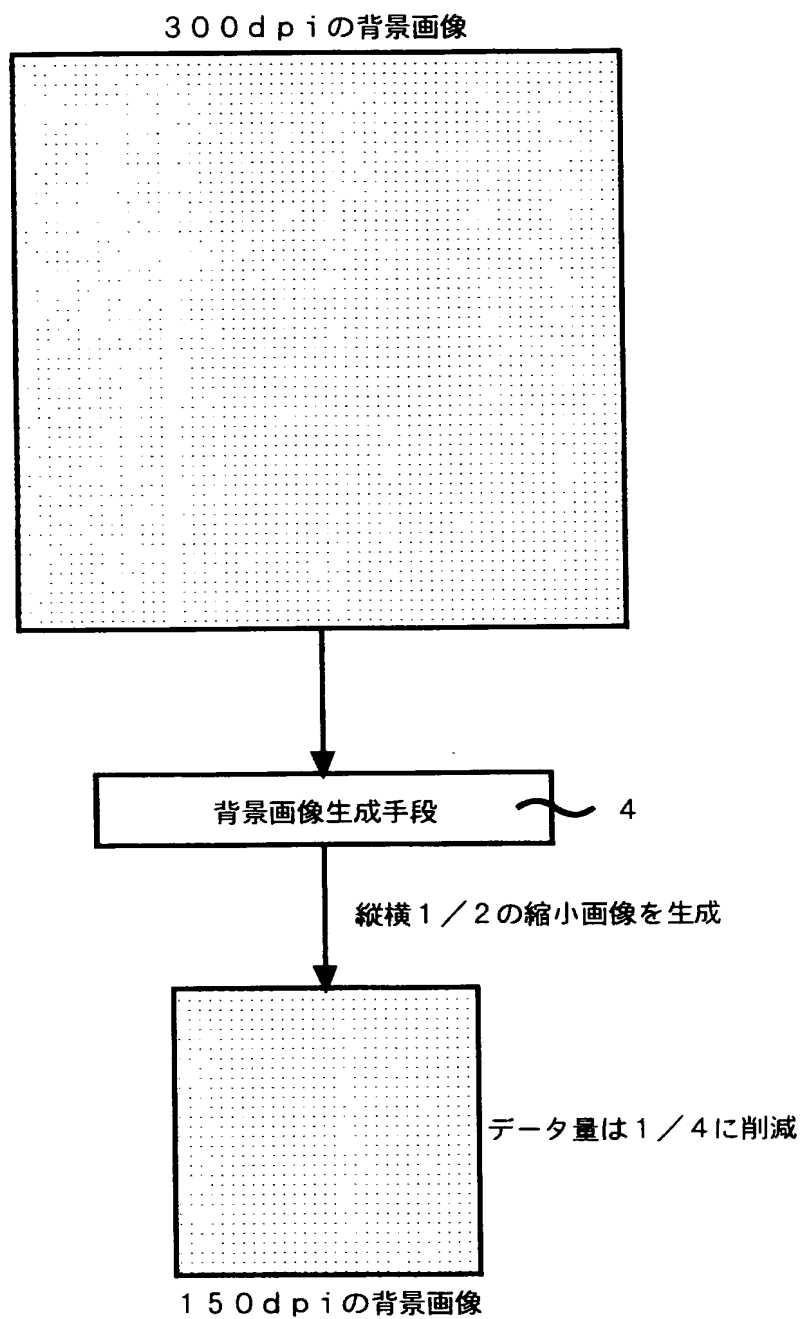 ３００ｄｐｉの背景画像
背景画像生成手段
４
縦横１／２の縮小画像を生成
データ量は１／４に削減
１５０ｄｐｉの背景画像